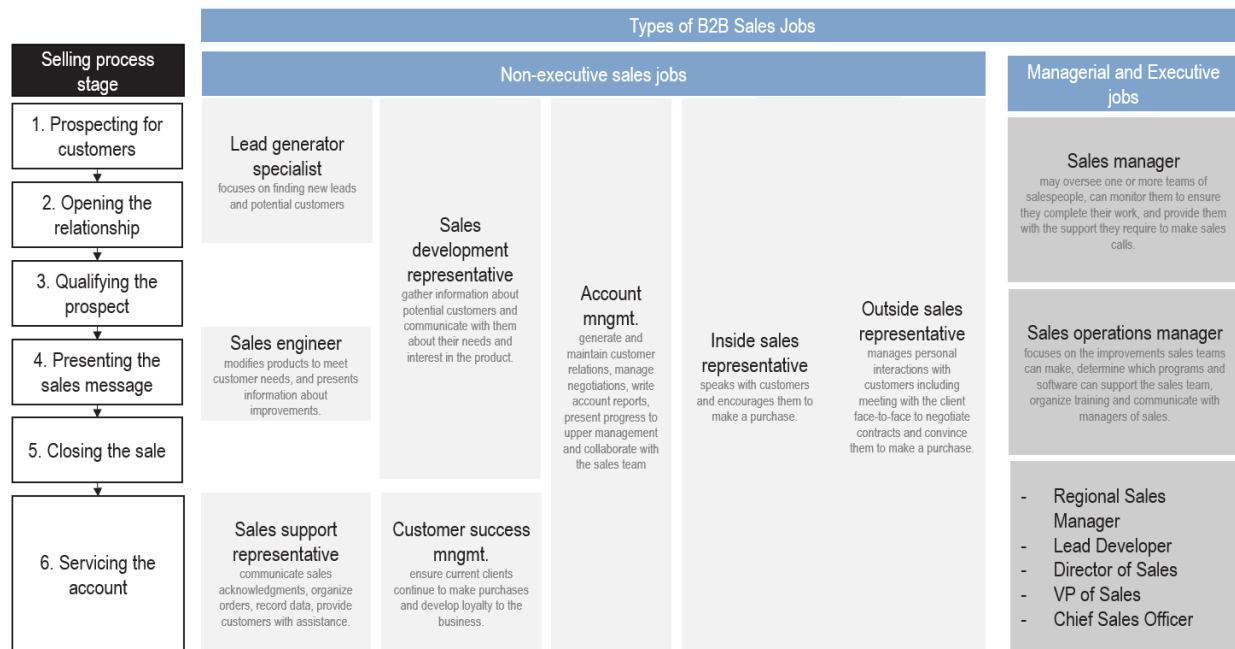 Types of B2B Sales Jobs
Selling process
stage
Non-executive sales jobs
Managerial and Executive
jobs
1. Prospecting for
customers
2. Opening the
relationship
3. Qualifying the
prospect
4. Presenting the
sales message
5. Closing the sale
6. Servicing the
account
Lead generator
specialist
focuses on finding new leads
and potential customers
Sales engineer
modifies products to meet
customer needs, and presents
information about
improvements.
Sales support
representative
communicate sales
acknowledgments, organize
orders, record data, provide
customers with assistance.
Sales
development
representative
gather information about
potential customers and
communicate with them
about their needs and
interest in the product.
Customer success
mngmt.
ensure current clients
continue to make purchases
and develop loyalty to the
business.
Account
mngmt.
generate and
maintain customer
relations, manage
negotiations, write
account reports,
present progress to
upper management
and collaborate with
the sales team
Inside sales
representative
speaks with customers
and encourages them to
make a purchase.
Outside sales
representative
manages personal
interactions with
customers including
meeting with the client
face-to-face to negotiate
contracts and convince
them to make a purchase.
Sales manager
may oversee one or more teams of
salespeople, can monitor them to ensure
they complete their work, and provide them
with the support they require to make sales
calls.
Sales operations manager
focuses on the improvements sales teams
can make, determine which programs and
software can support the sales team,
organize training and communicate with
managers of sales.
- Regional Sales
Manager
- Lead Developer
- Director of Sales
- VP of Sales
- Chief Sales Officer